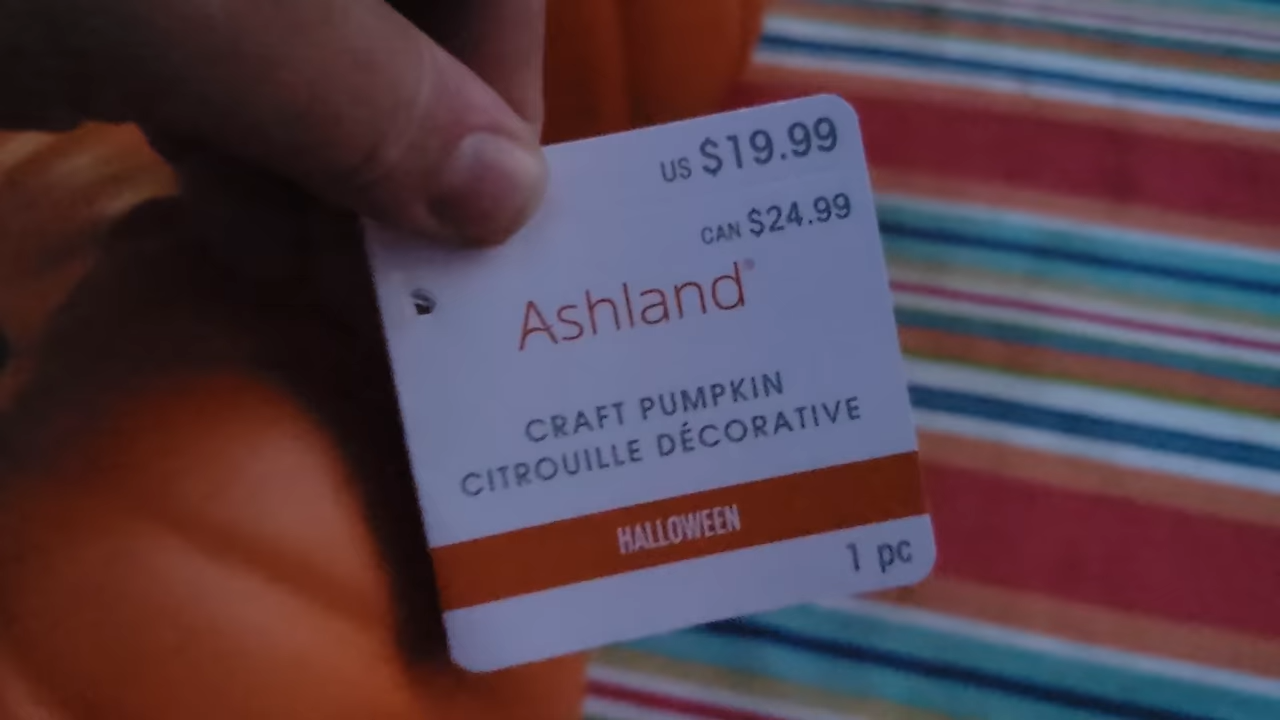 US $19.99
CAN $24.99
Ashland®
CRAFT PUMPKIN
CITROUILLE DÉCORATIVE
HALLOWEEN
1 pc